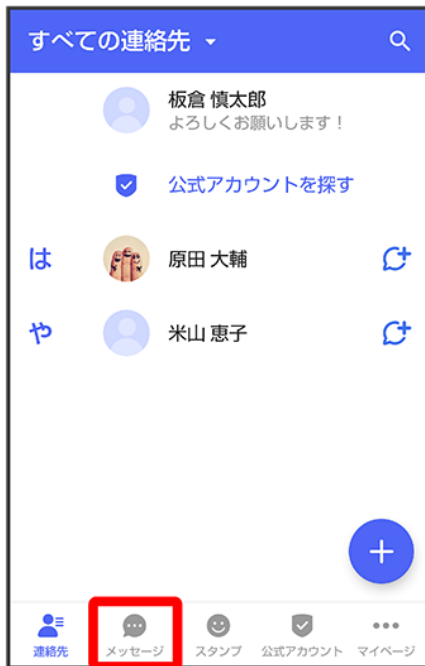 すべての連絡先
板倉 慎太郎
よろしくお願いします！
公式アカウントを探す
は
原田 大輔
や
米山 恵子
連絡先 メッセージ スタンプ 公式アカウント マイページ